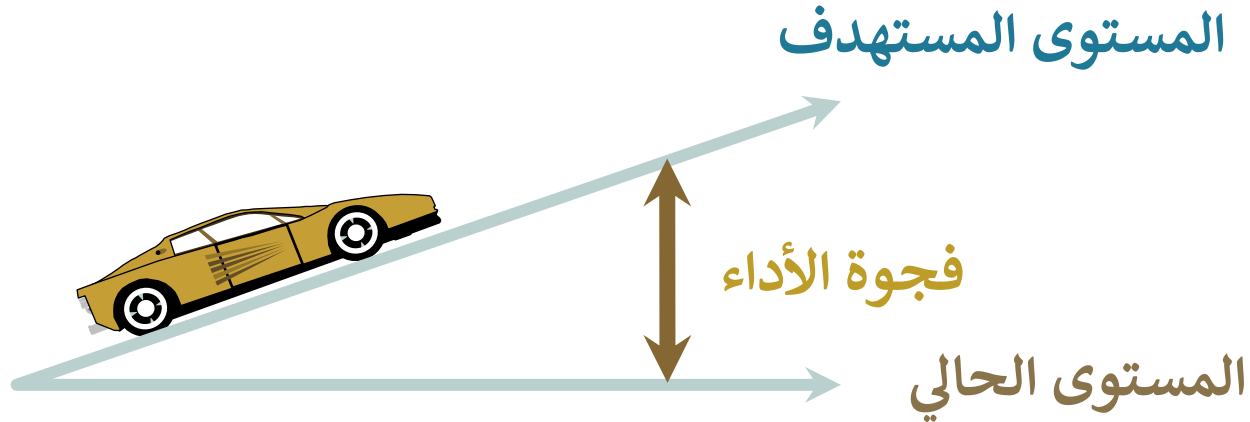 المستوى المستهدف
فجوة الأداء
المستوى الحالي